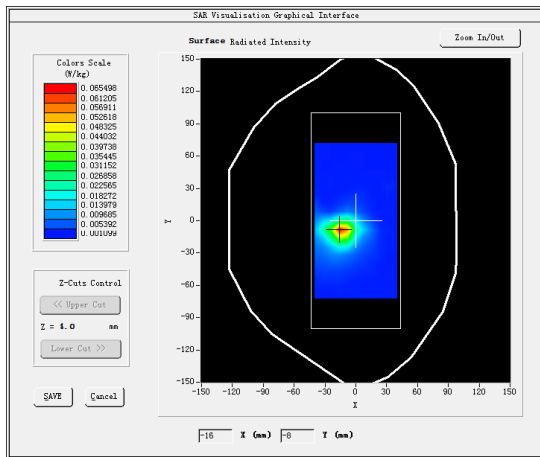 SAR Visualisation Graphical Interface
Surface Radiated Intensity
Zoom In/Out
Colors Scale
(W/kg)
0.065498
0.061205
0.056911
0.052618
0.048325
0.044032
0.039738
0.035445
0.031152
0.026858
0.022565
0.018272
0.013979
0.009685
0.005392
0.001099
Z-Cuts Control
<< Upper Cut
Z = 4.0 mm
Lower Cut >>
SAVE
Cancel
150
120
90
60
30
0
-30
-60
-90
-120
-150
Y
-150
-120
-90
-60
-30
0
30
60
90
120
150
X
-16 X (mm) -8 Y (mm)